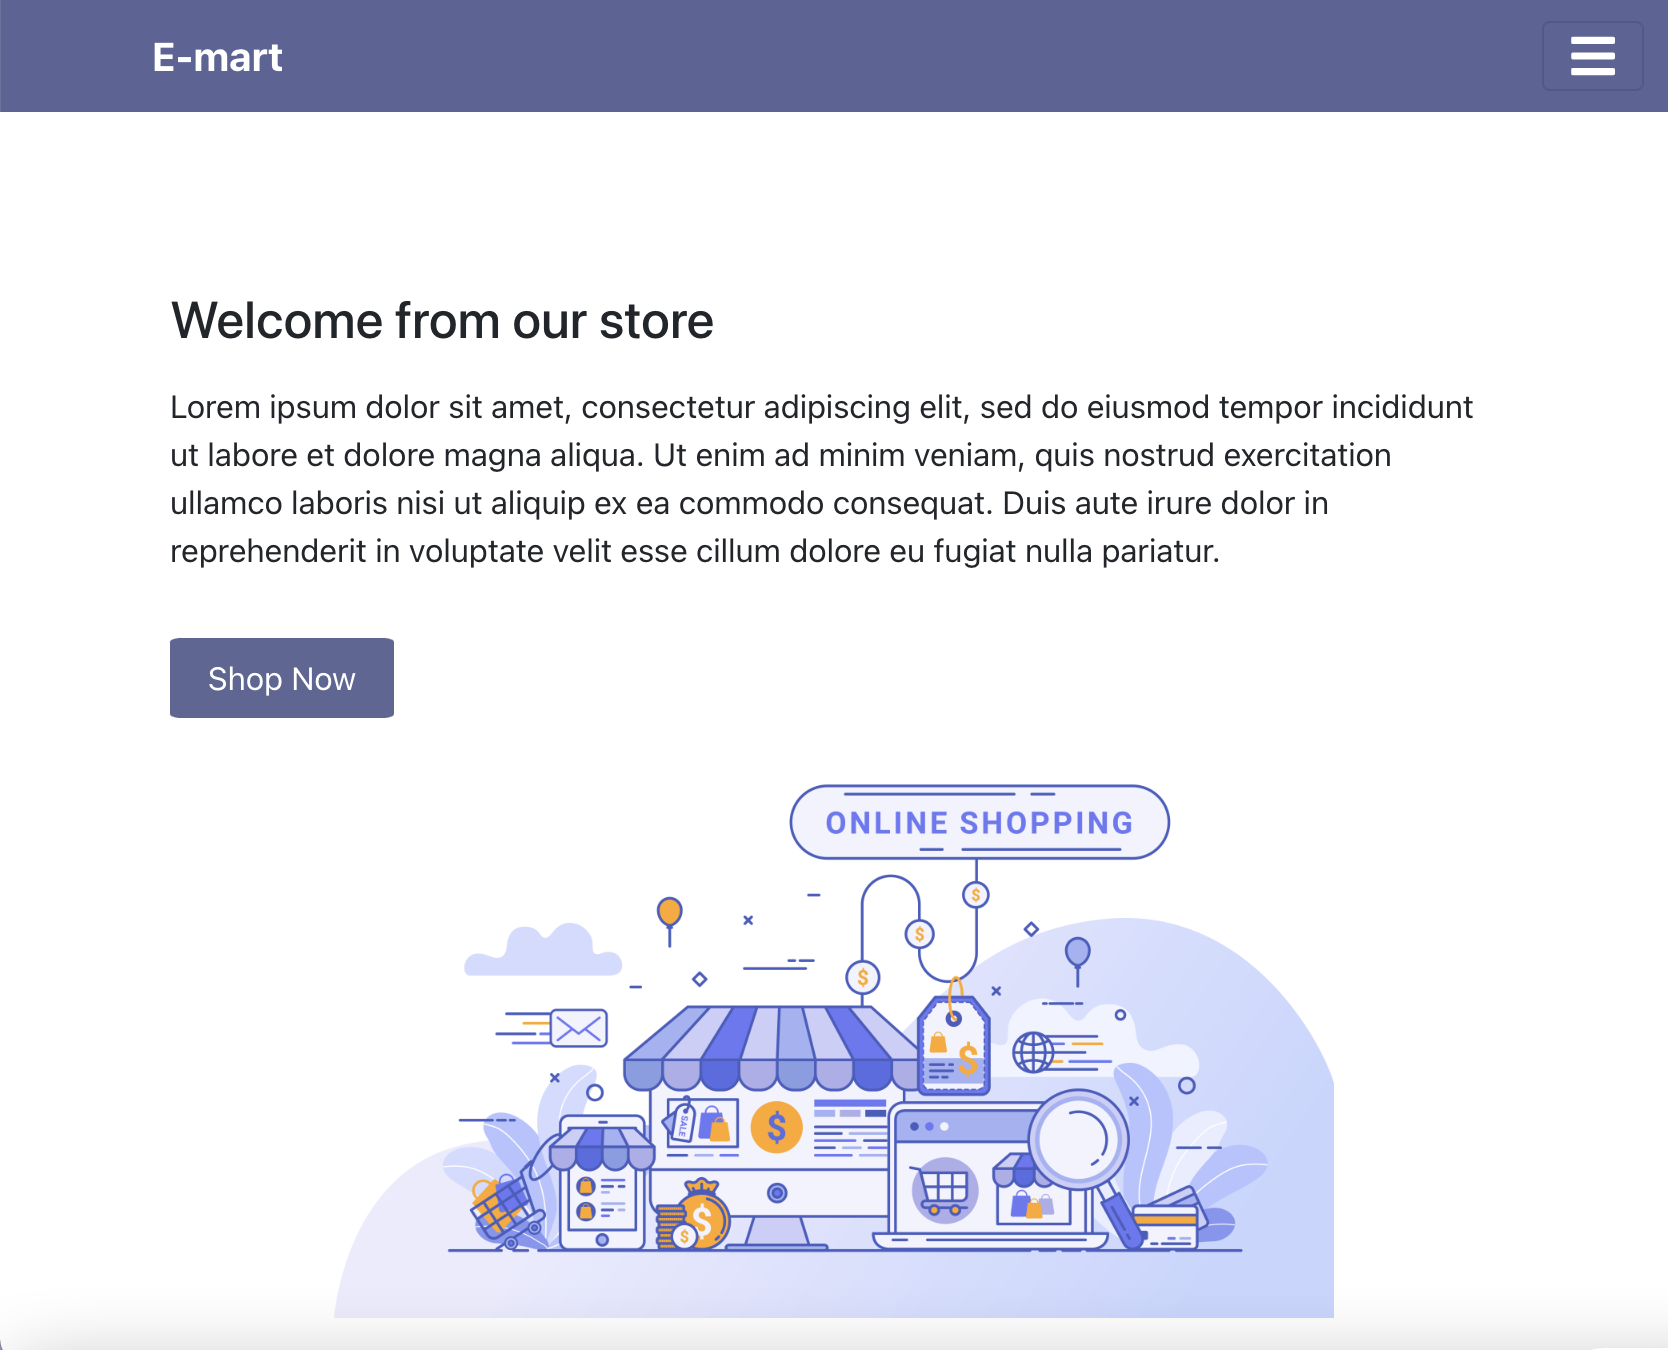 E-mart
Welcome from our store
Lorem ipsum dolor sit amet, consectetur adipiscing elit, sed do eiusmod tempor incididunt
ut labore et dolore magna aliqua. Ut enim ad minim veniam, quis nostrud exercitation
ullamco laboris nisi ut aliquip ex ea commodo consequat. Duis aute irure dolor in
reprehenderit in voluptate velit esse cillum dolore eu fugiat nulla pariatur.
Shop Now
ONLINE SHOPPING
$
$
$
$
SALE
$
$
$